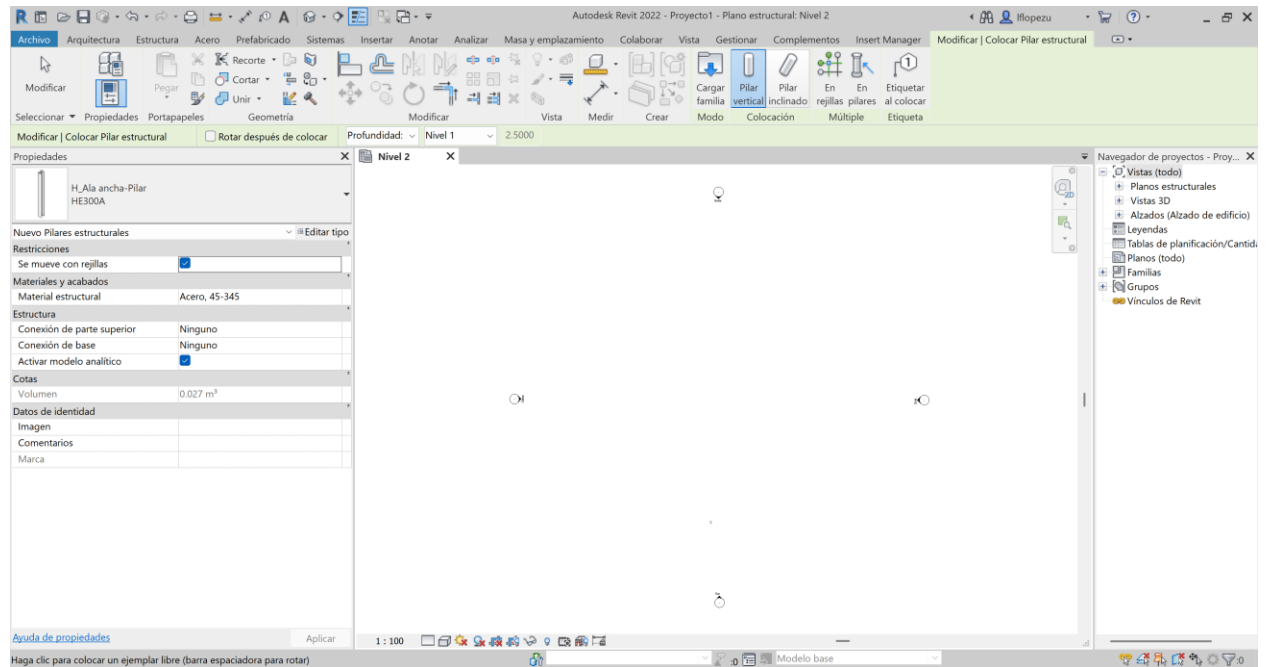 Autodesk Revit 2022 - Proyecto1 - Plano estructural: Nivel 2
lflopezu
Archivo Arquitectura Estructura Acero Prefabricado Sistemas Insertar Anotar Analizar Masa y emplazamiento Colaborar Vista Gestionar Complementos Insert Manager Modificar | Colocar Pilar estructural
Modificar
Pegar
Recorte
Cortar
Unir
Cargar familia
Pilar vertical
Pilar inclinado
En rejillas
En pilares
Etiquetar al colocar
Seleccionar Propiedades Portapapeles Geometría Modificar Vista Medir Crear Modo Colocación Múltiple Etiqueta
Modificar | Colocar Pilar estructural Rotar después de colocar Profundidad: Nivel 1 2.5000
Propiedades
H_Ala ancha-Pilar
HE300A
Nuevo Pilares estructurales Editar tipo
Restricciones
Se mueve con rejillas
Materiales y acabados
Material estructural Acero, 45-345
Estructura
Conexión de parte superior Ninguno
Conexión de base Ninguno
Activar modelo analítico
Cotas
Volumen 0.027 m³
Datos de identidad
Imagen
Comentarios
Marca
Ayuda de propiedades Aplicar
Nivel 2
2D
1 : 100
Navegador de proyectos - Proy...
Vistas (todo)
Planos estructurales
Vistas 3D
Alzados (Alzado de edificio)
Leyendas
Tablas de planificación/Cantida
Planos (todo)
Familias
Grupos
Vínculos de Revit
Haga clic para colocar un ejemplar libre (barra espaciadora para rotar) :0 Modelo base :0